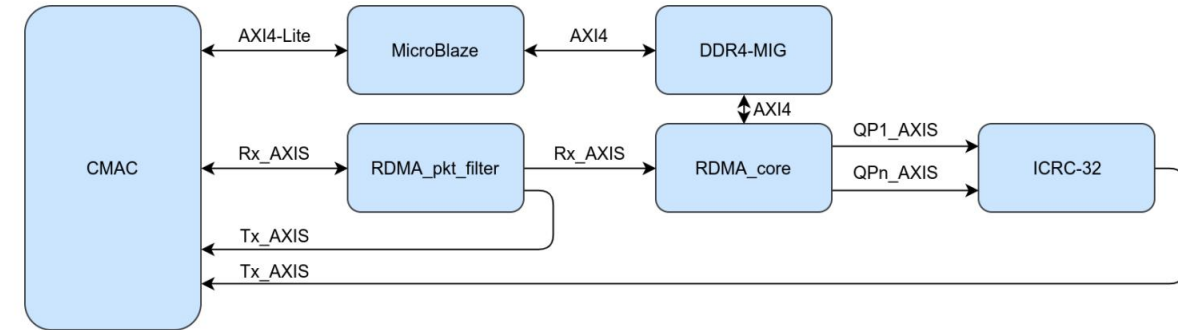 AXI4-Lite
MicroBlaze
AXI4
DDR4-MIG
AXI4
CMAC
Rx_AXIS
RDMA_pkt_filter
Rx_AXIS
RDMA_core
QP1_AXIS
QPn_AXIS
ICRC-32
Tx_AXIS
Tx_AXIS